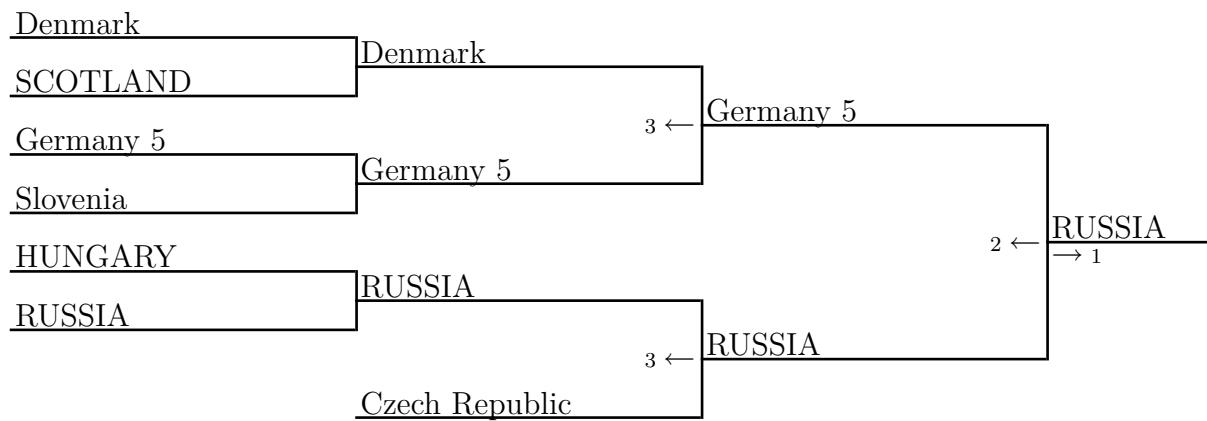 Denmark
SCOTLAND
Germany 5
Slovenia
HUNGARY
RUSSIA
Denmark
Germany 5
RUSSIA
Czech Republic
3 ←
Germany 5
3 ←
RUSSIA
2 ←
RUSSIA
→ 1